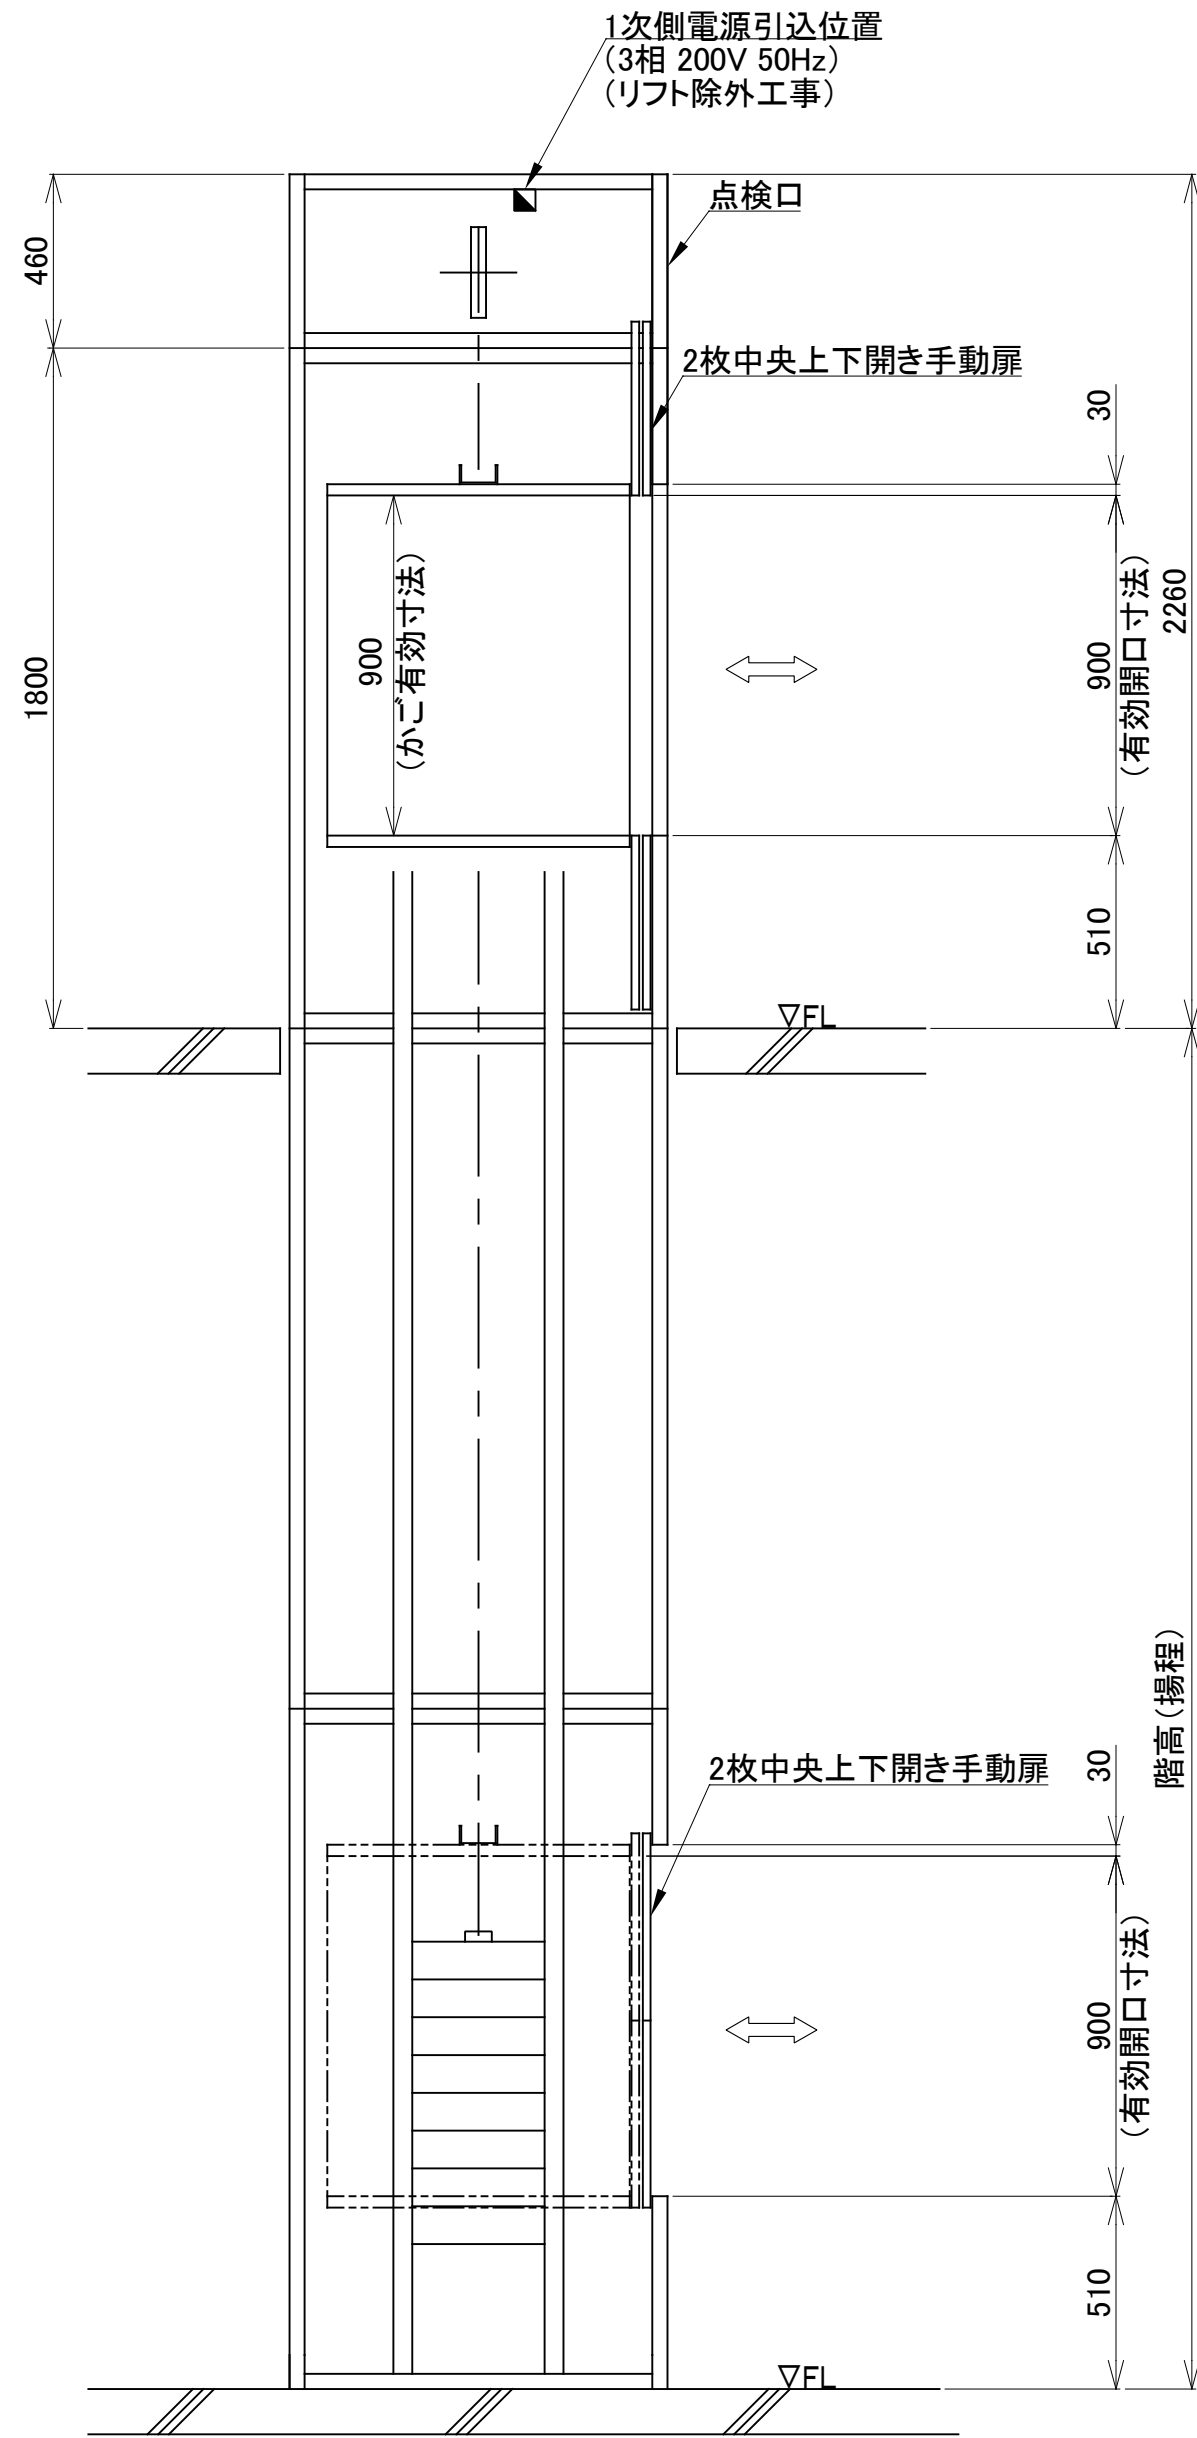 1次側電源引込位置
(3相 200V 50Hz)
(リフト除外工事)
点検口
460
2枚中央上下開き手動扉
30
900
(かご有効寸法)
900
(有効開口寸法)
2260
1800
510
▽FL
階高(揚程)
2枚中央上下開き手動扉
30
900
(有効開口寸法)
510
▽FL